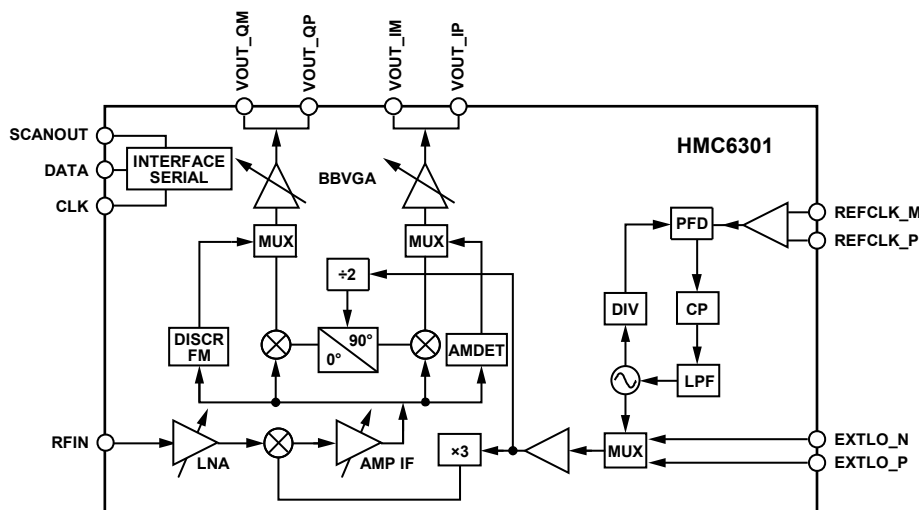 VOUT_QM
VOUT_QP
VOUT_IM
VOUT_IP
SCANOUT
DATA
CLK
INTERFACE
SERIAL
BBVGA
HMC6301
MUX
MUX
PFD
REFCLK_M
REFCLK_P
÷2
DIV
CP
DISCR
FM
90°
0°
AMDET
LPF
RFIN
LNA
AMP IF
×3
MUX
EXTLO_N
EXTLO_P